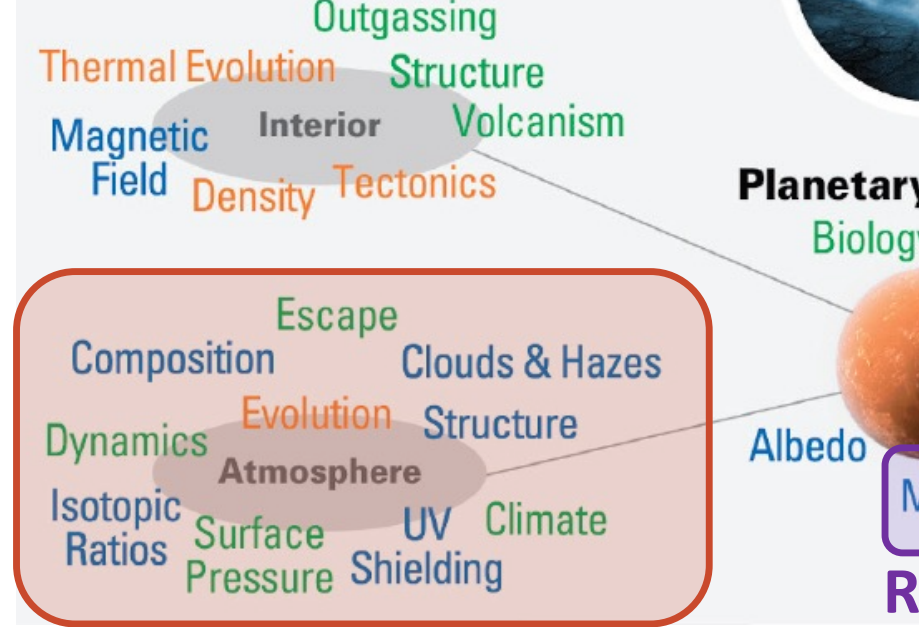 Outgassing
Thermal Evolution
Structure
Interior
Volcanism
Magnetic
Field
Density
Tectonics
Planetary
Biology
Escape
Composition
Clouds & Hazes
Evolution
Structure
Dynamics
Atmosphere
Albedo
Isotopic
Ratios
Surface
Pressure
UV
Shielding
Climate
M
R